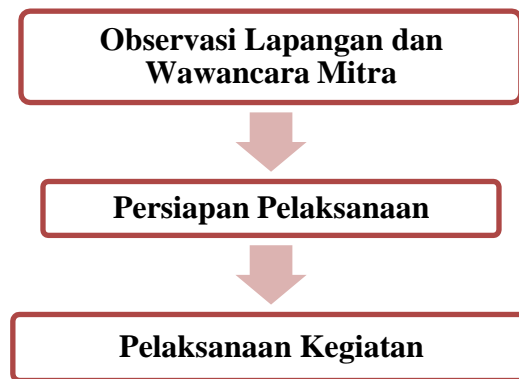 Observasi Lapangan dan
Wawancara Mitra
Persiapan Pelaksanaan
Pelaksanaan Kegiatan